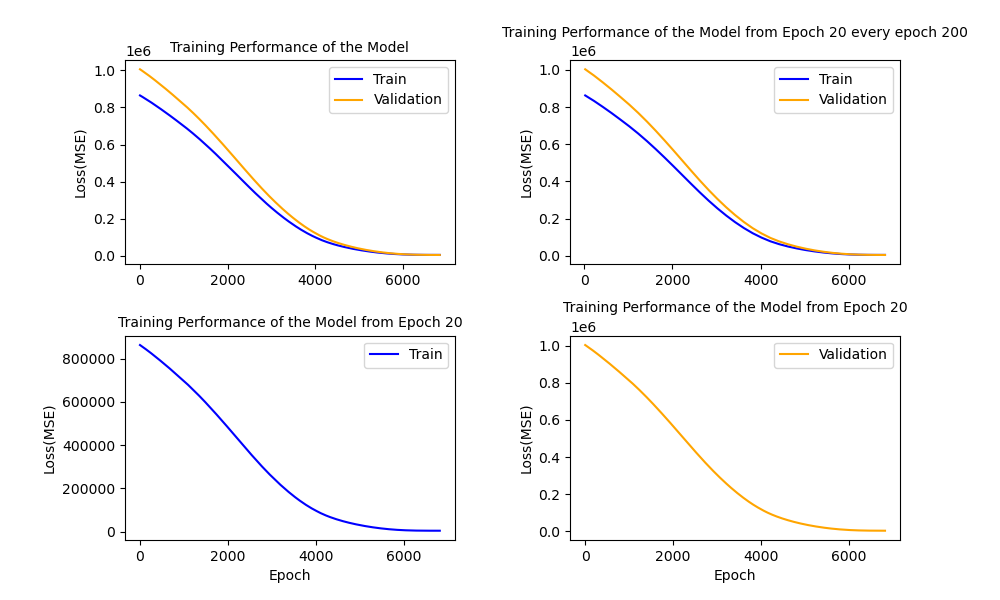 Training Performance of the Model
1e6
Loss(MSE)
1.0
0.8
0.6
0.4
0.2
0.0
0 2000 4000 6000
Train
Validation
Training Performance of the Model from Epoch 20 every epoch 200
1e6
Loss(MSE)
1.0
0.8
0.6
0.4
0.2
0.0
0 2000 4000 6000
Train
Validation
Training Performance of the Model from Epoch 20
Loss(MSE)
800000
600000
400000
200000
0
0 2000 4000 6000
Epoch
Train
Training Performance of the Model from Epoch 20
1e6
Loss(MSE)
1.0
0.8
0.6
0.4
0.2
0.0
0 2000 4000 6000
Epoch
Validation